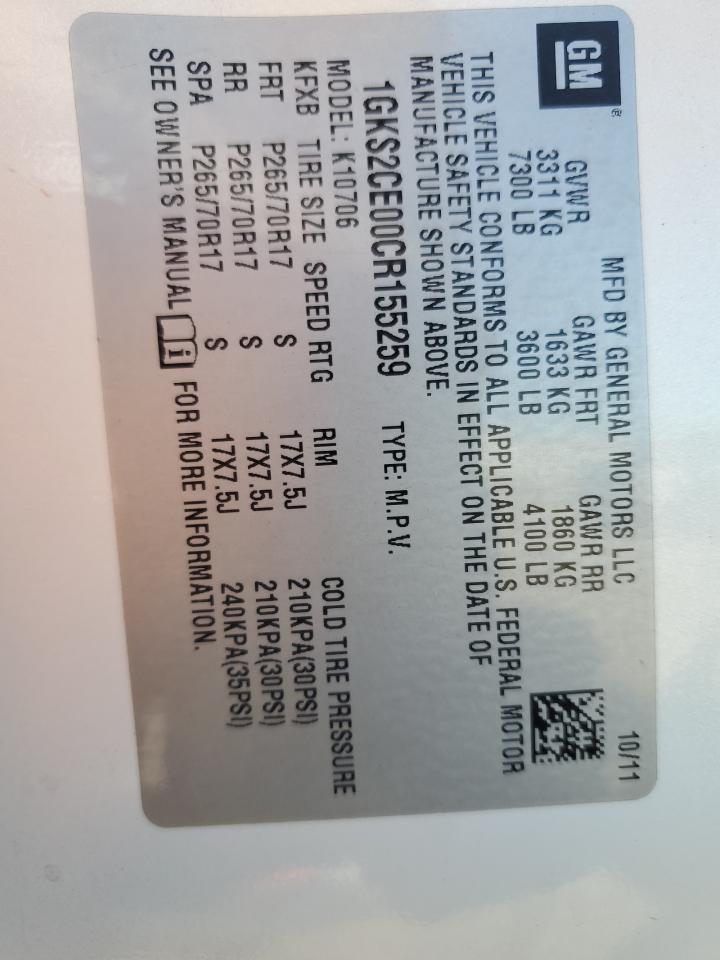 GM®
MFD BY GENERAL MOTORS LLC 10/11
GVWR GAWR FRT GAWR RR
3311 KG 1633 KG 1860 KG
7300 LB 3600 LB 4100 LB
THIS VEHICLE CONFORMS TO ALL APPLICABLE U.S. FEDERAL MOTOR
VEHICLE SAFETY STANDARDS IN EFFECT ON THE DATE OF
MANUFACTURE SHOWN ABOVE.
1GKS2CE00CR155259 TYPE: M.P.V.
MODEL: K10706
KFXB TIRE SIZE SPEED RTG RIM COLD TIRE PRESSURE
FRT P265/70R17 S 17X7.5J 210KPA(30PSI)
RR P265/70R17 S 17X7.5J 210KPA(30PSI)
SPA P265/70R17 S 17X7.5J 240KPA(35PSI)
SEE OWNER'S MANUAL i FOR MORE INFORMATION.